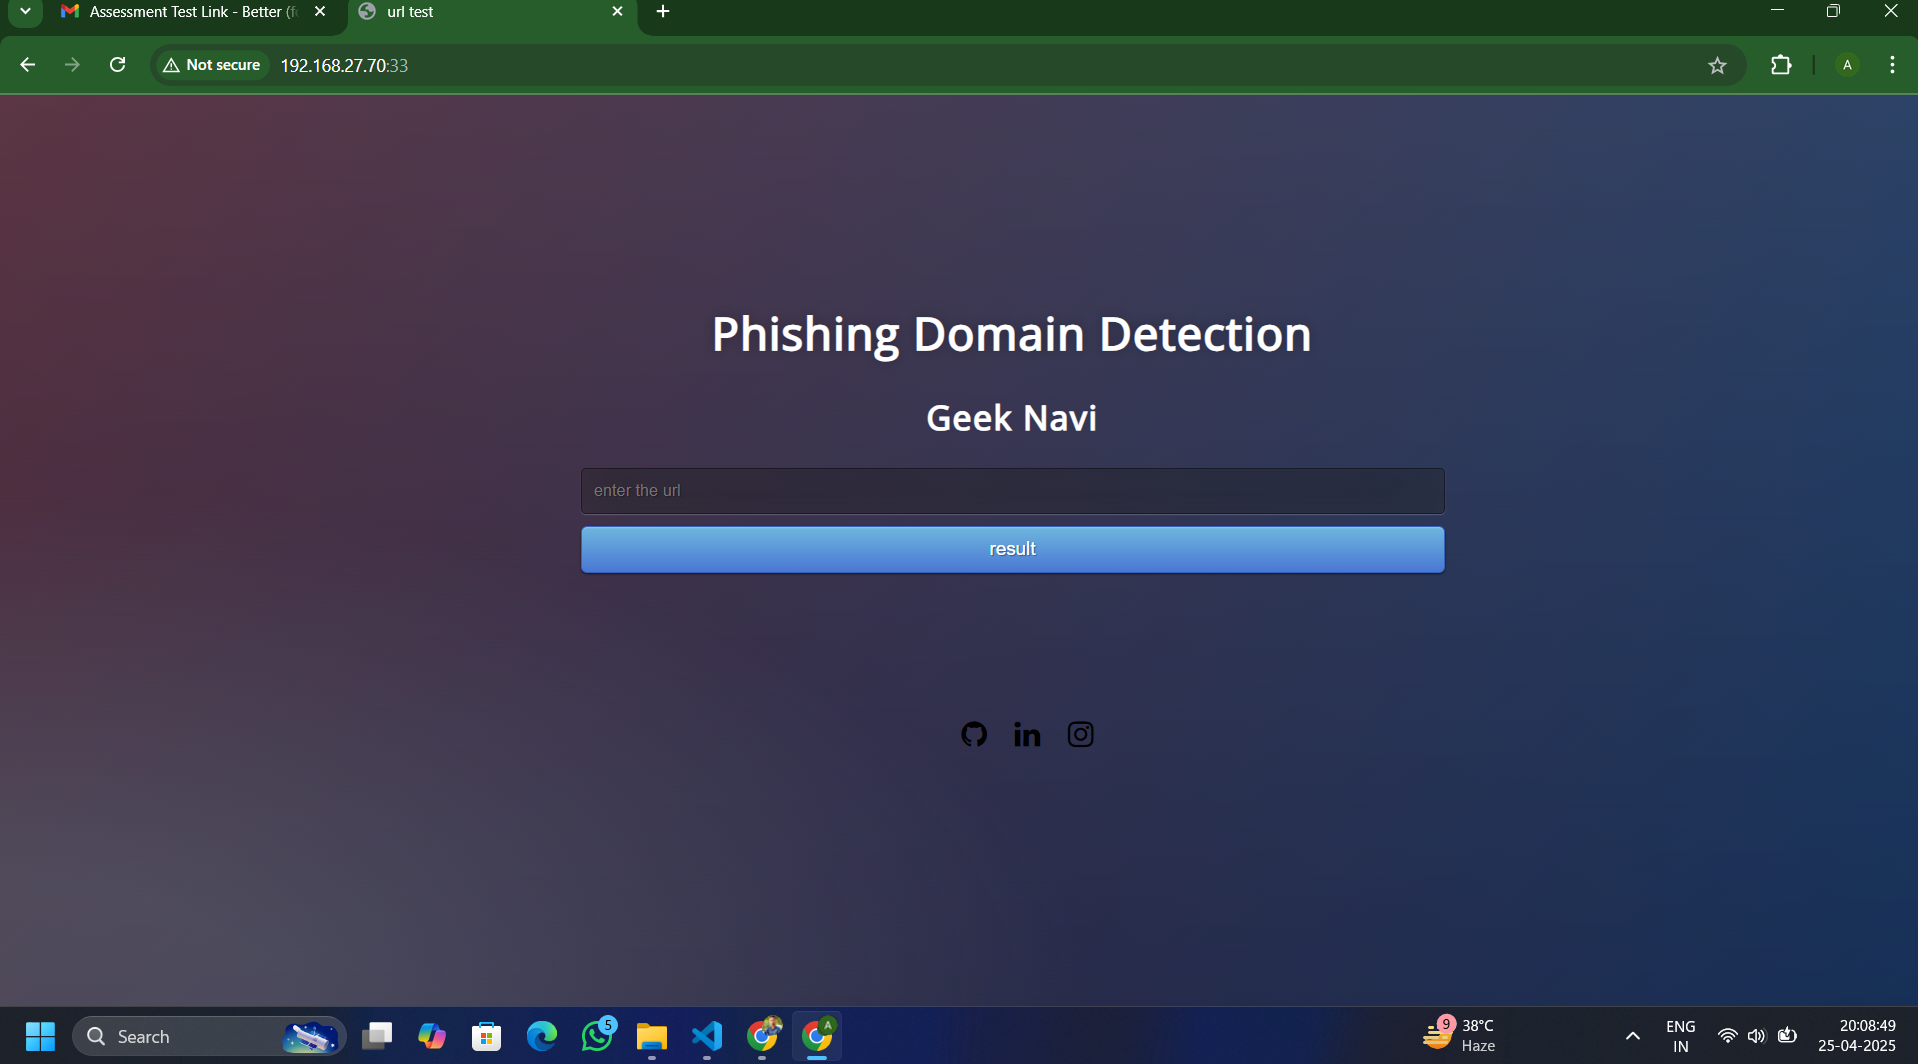 Assessment Test Link - Better (f
url test
Not secure
192.168.27.70:33
A
Phishing Domain Detection
Geek Navi
enter the url
result
Search
5
A
9
38°C
Haze
ENG
IN
20:08:49
25-04-2025